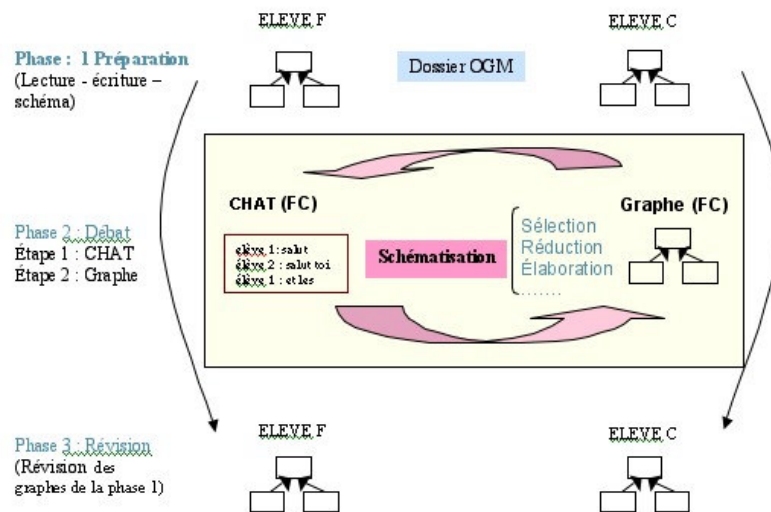 ELEVE F
ELEVE C
Phase : 1 Préparation
(Lecture - écriture –
schéma)
Dossier OGM
CHAT (FC)
Graphe (FC)
Phase 2 : Débat
Étape 1 : CHAT
Étape 2 : Graphe
élève 1 : salut
élève 2 : salut toi
élève 1 : et les
Schématisation
Sélection
Réduction
Élaboration
.......
Phase 3 : Révision
(Révision des
graphes de la phase 1)
ELEVE F
ELEVE C